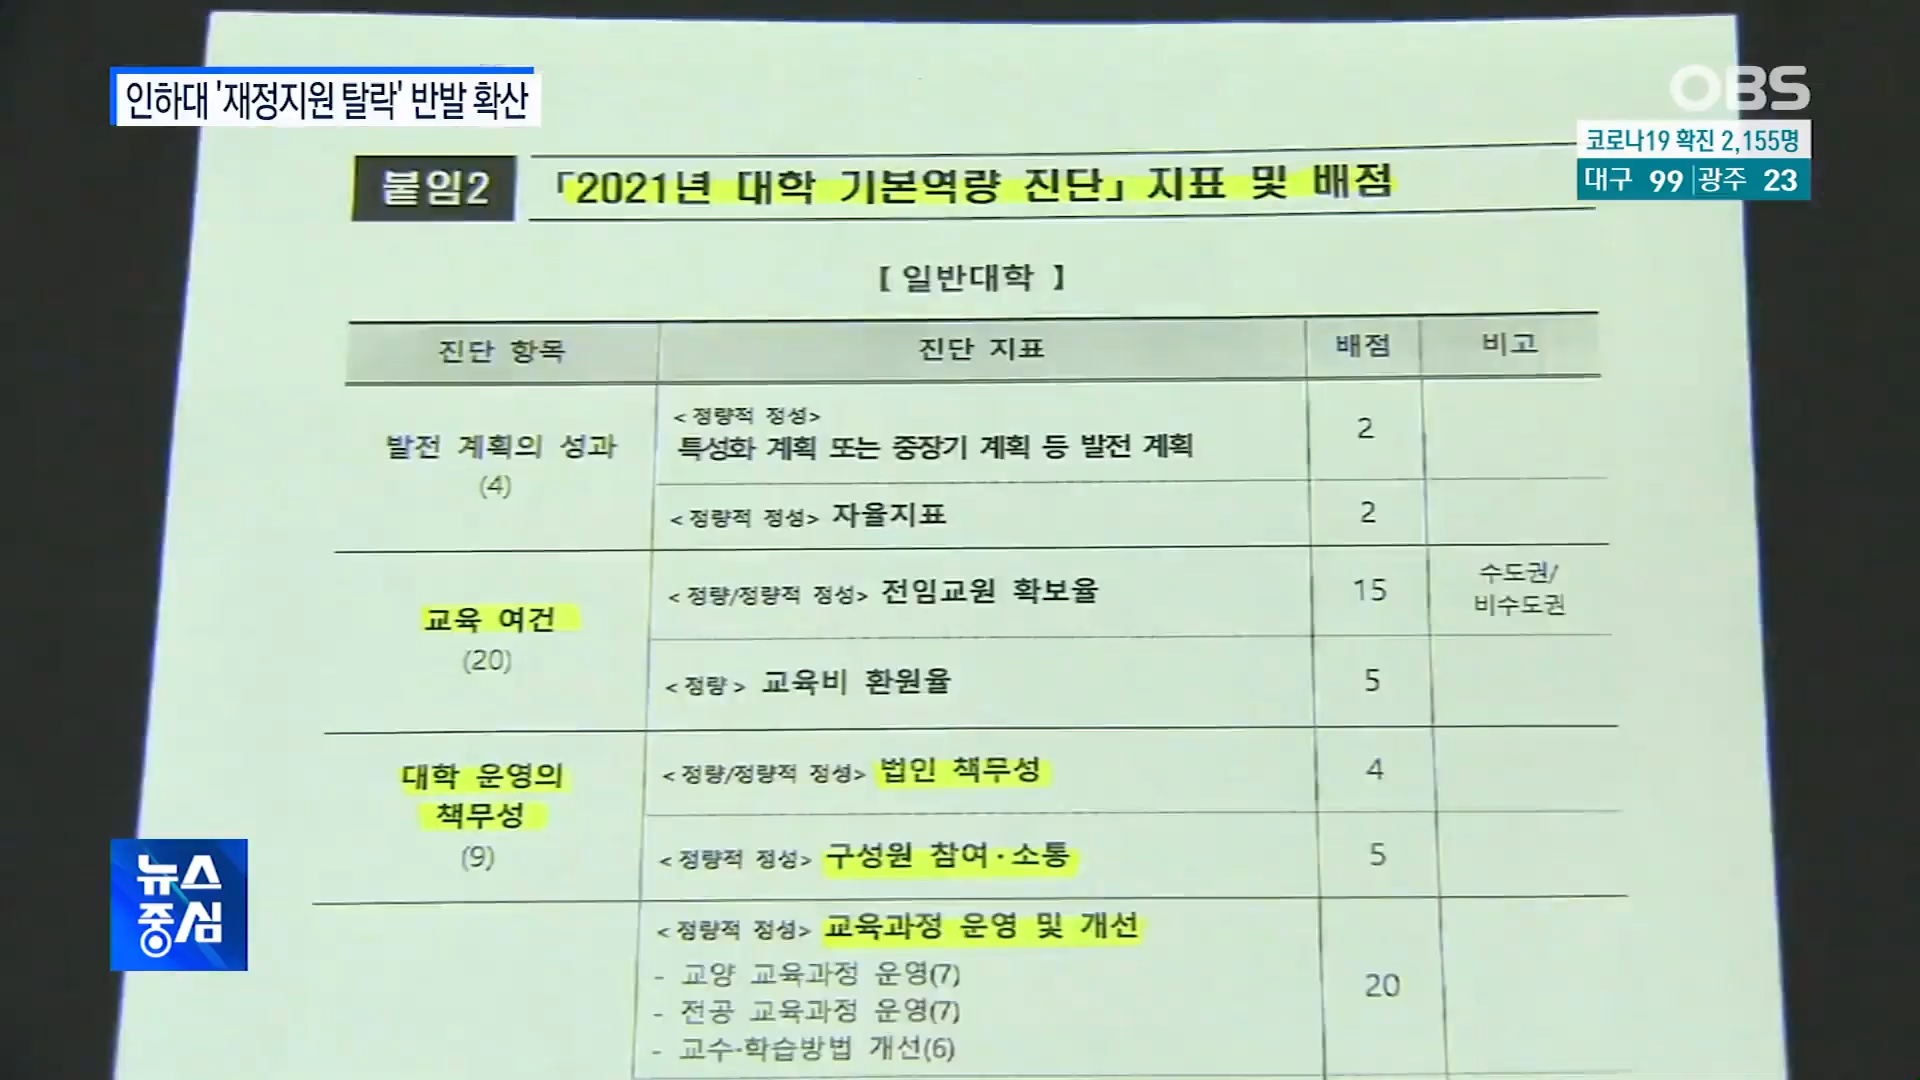 인하대 '재정지원 탈락' 반발 확산
OBS
코로나19 확진 2,155명
대구 99 광주 23
붙임2 「2021년 대학 기본역량 진단」 지표 및 배점
[ 일반대학 ]
진단 항목 진단 지표 배점 비고
발전 계획의 성과
(4)
<정량적 정성>
특성화 계획 또는 중장기 계획 등 발전 계획
2
<정량적 정성> 자율지표
2
교육 여건
(20)
<정량/정량적 정성> 전임교원 확보율
15
수도권/
비수도권
<정량> 교육비 환원율
5
대학 운영의
책무성
(9)
<정량/정량적 정성> 법인 책무성
4
<정량적 정성> 구성원 참여·소통
5
<정량적 정성> 교육과정 운영 및 개선
- 교양 교육과정 운영(7)
- 전공 교육과정 운영(7)
- 교수·학습방법 개선(6)
20
뉴스
중심